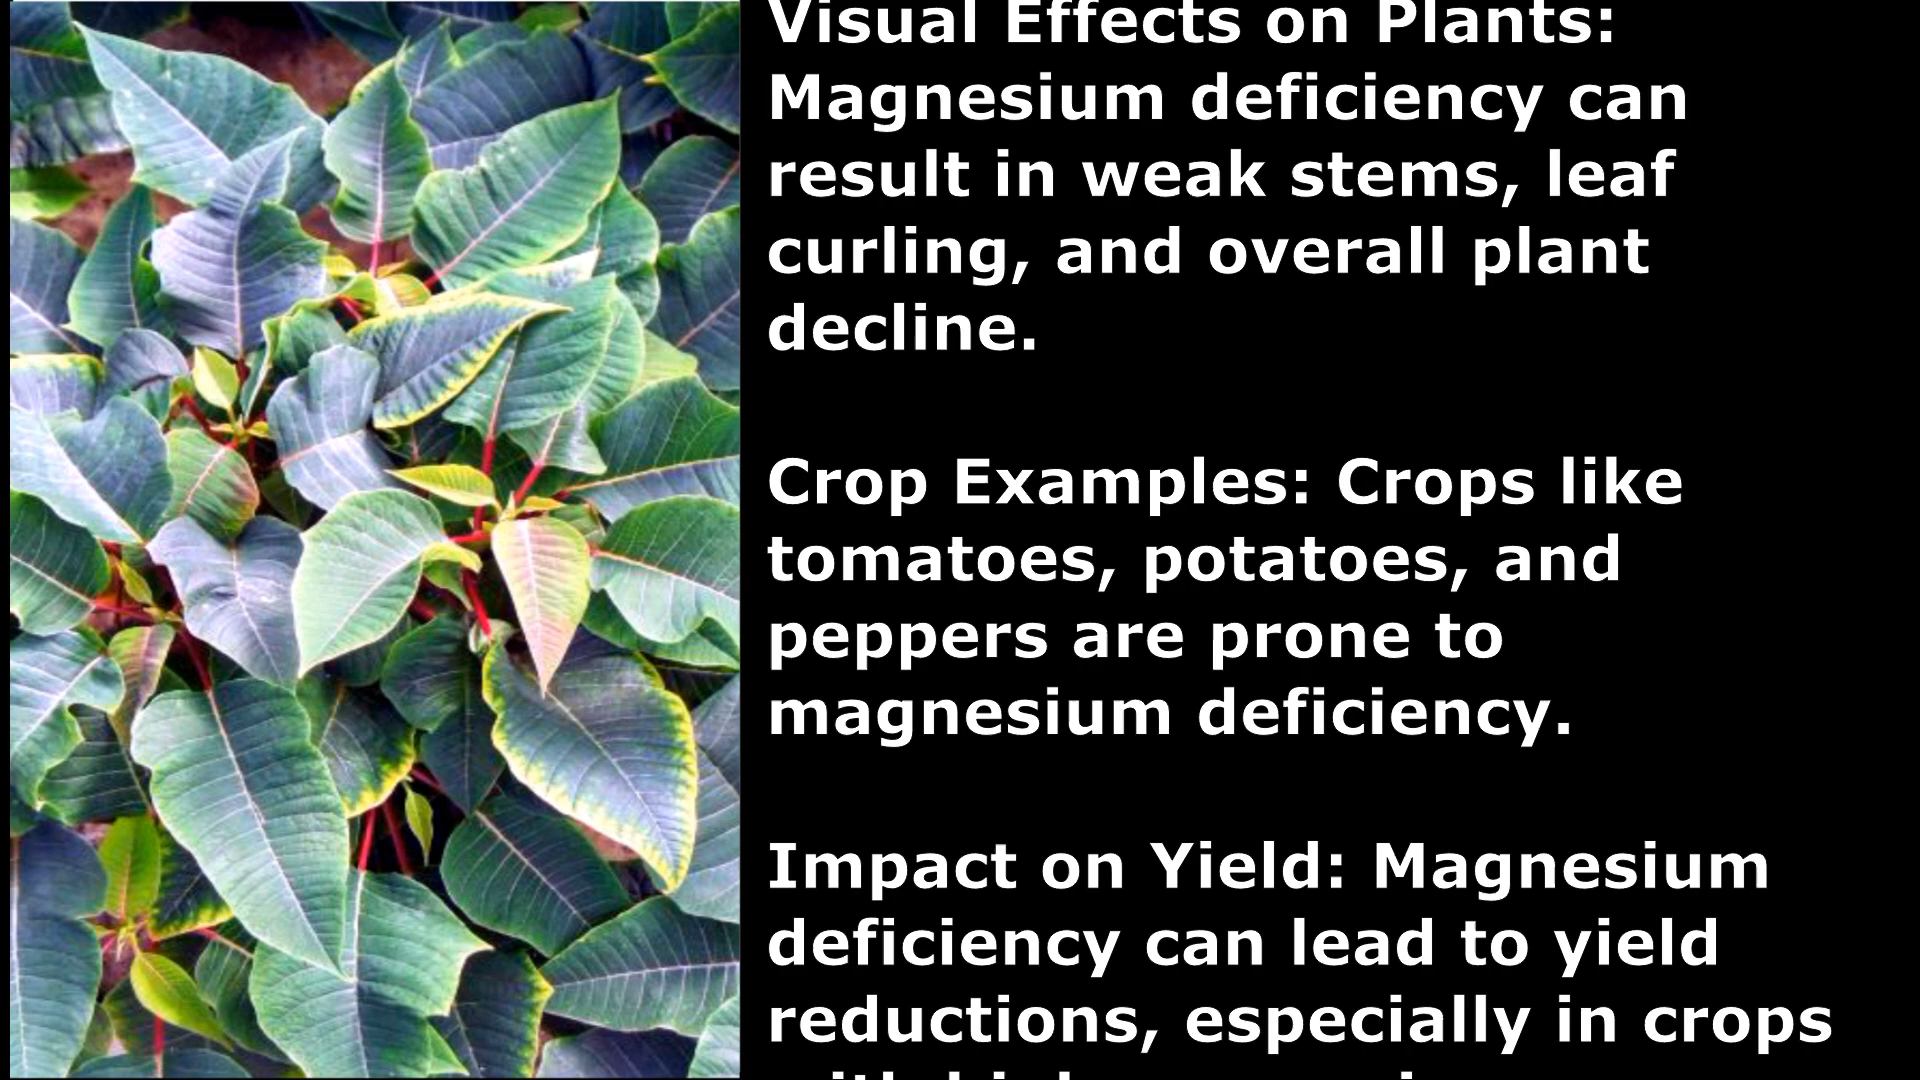 Visual Effects on Plants:
Magnesium deficiency can
result in weak stems, leaf
curling, and overall plant
decline.
Crop Examples: Crops like
tomatoes, potatoes, and
peppers are prone to
magnesium deficiency.
Impact on Yield: Magnesium
deficiency can lead to yield
reductions, especially in crops